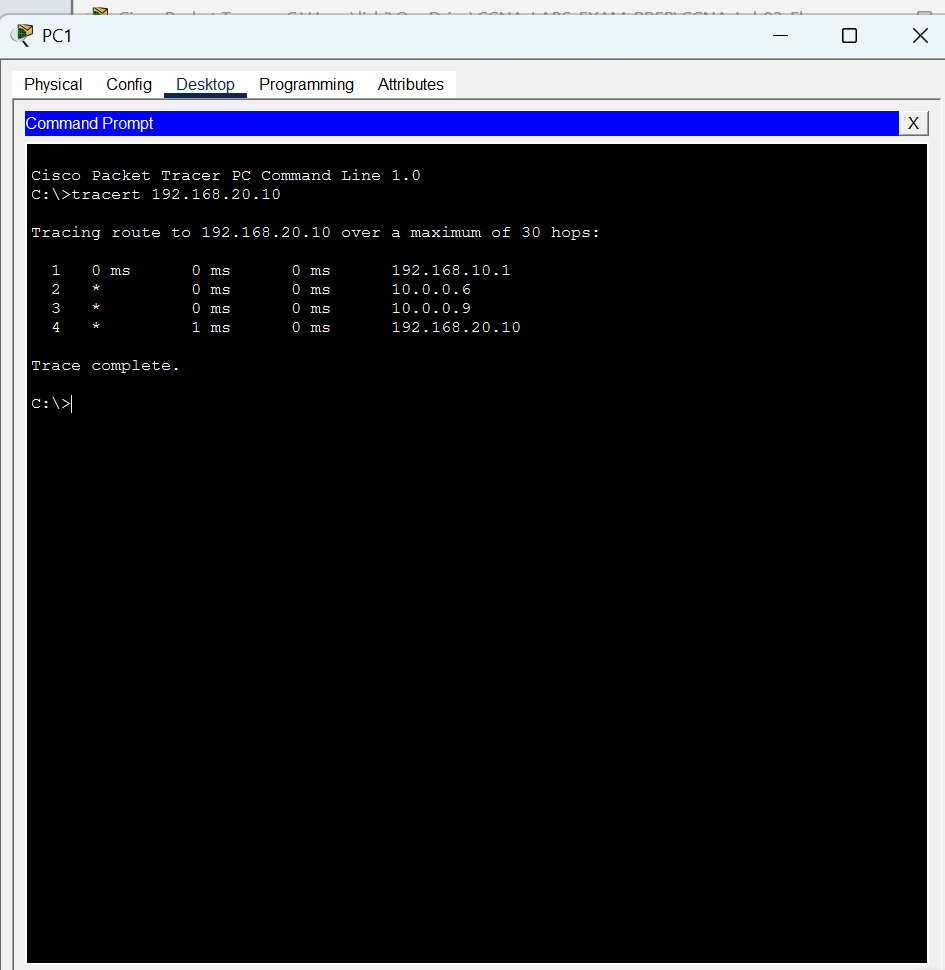 PC1
Physical Config Desktop Programming Attributes
Command Prompt X
Cisco Packet Tracer PC Command Line 1.0
C:\>tracert 192.168.20.10
Tracing route to 192.168.20.10 over a maximum of 30 hops:
1 0 ms 0 ms 0 ms 192.168.10.1
2 * 0 ms 0 ms 10.0.0.6
3 * 0 ms 0 ms 10.0.0.9
4 * 1 ms 0 ms 192.168.20.10
Trace complete.
C:\>